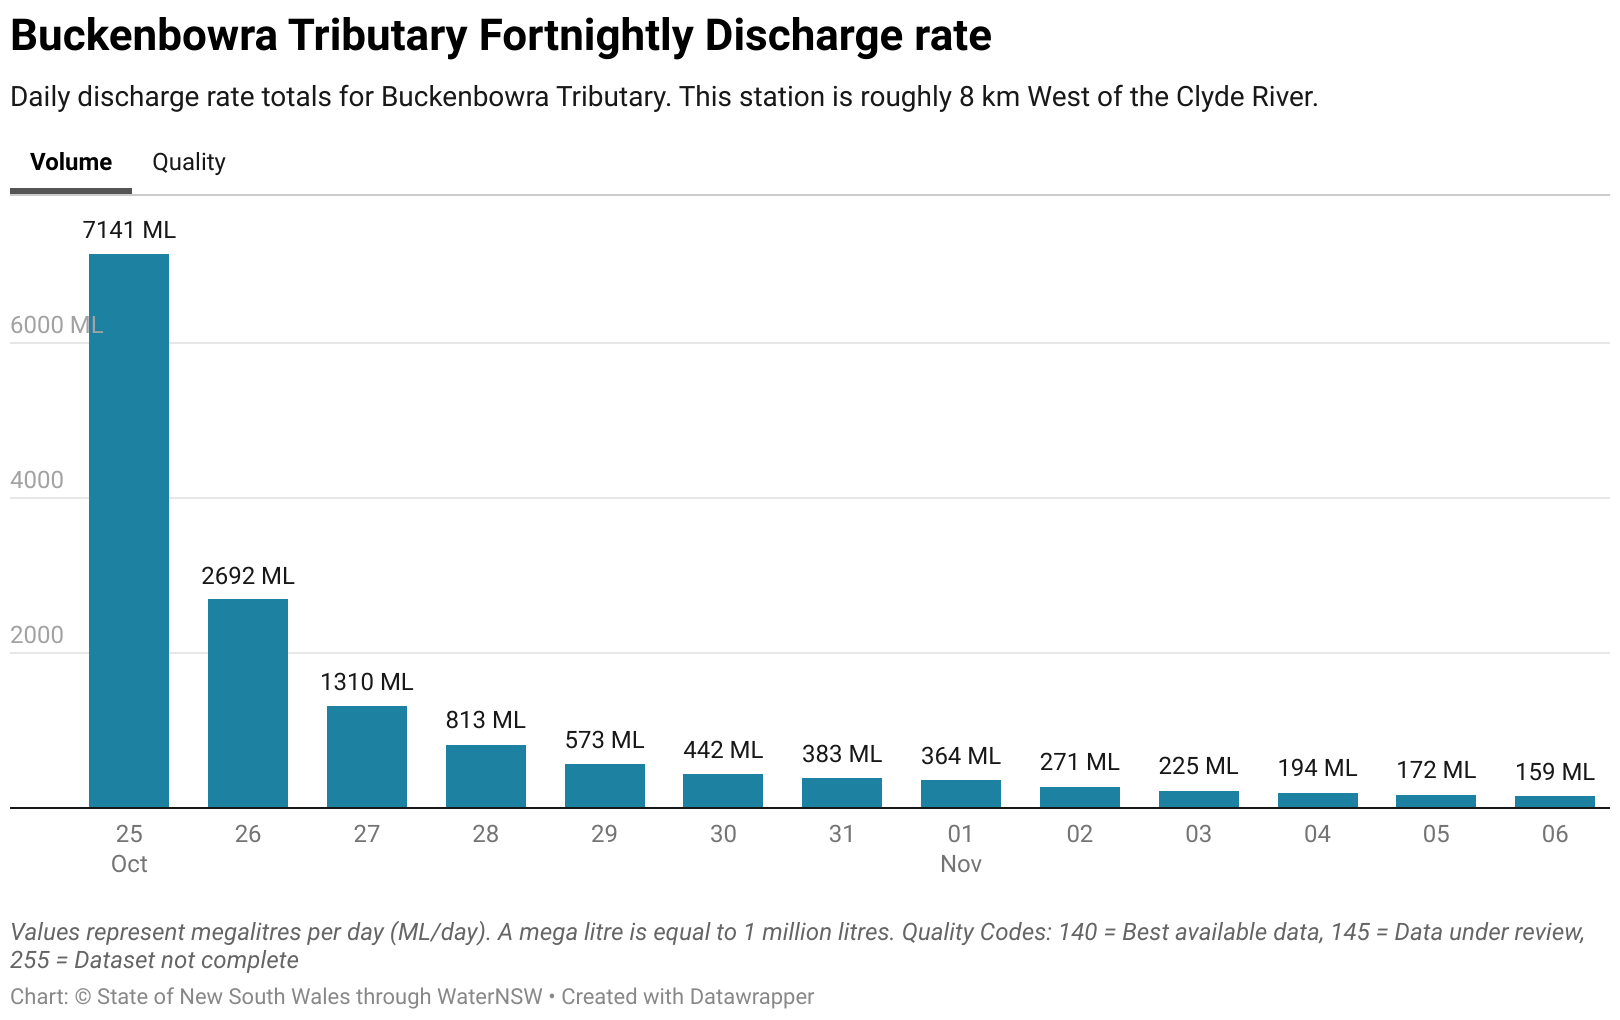 Buckenbowra Tributary Fortnightly Discharge rate
Daily discharge rate totals for Buckenbowra Tributary. This station is roughly 8 km West of the Clyde River.
Volume Quality
7141 ML
6000 ML
4000
2692 ML
2000
1310 ML
813 ML
573 ML
442 ML
383 ML
364 ML
271 ML
225 ML
194 ML
172 ML
159 ML
25 26 27 28 29 30 31 01 02 03 04 05 06
Oct Nov
Values represent megalitres per day (ML/day). A mega litre is equal to 1 million litres. Quality Codes: 140 = Best available data, 145 = Data under review,
255 = Dataset not complete
Chart: © State of New South Wales through WaterNSW • Created with Datawrapper